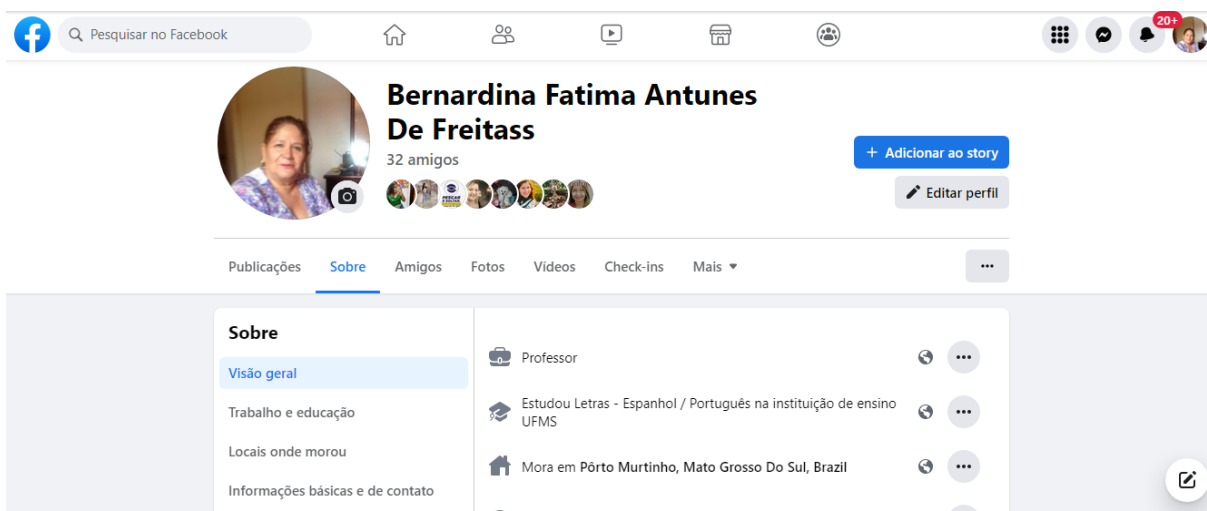 Pesquisar no Facebook
20+
Bernardina Fatima Antunes
De Freitass
32 amigos
+ Adicionar ao story
Editar perfil
Publicações Sobre Amigos Fotos Vídeos Check-ins Mais
Sobre
Visão geral
Trabalho e educação
Locais onde morou
Informações básicas e de contato
Professor
Estudou Letras - Espanhol / Português na instituição de ensino
UFMS
Mora em Pôrto Murtinho, Mato Grosso Do Sul, Brazil